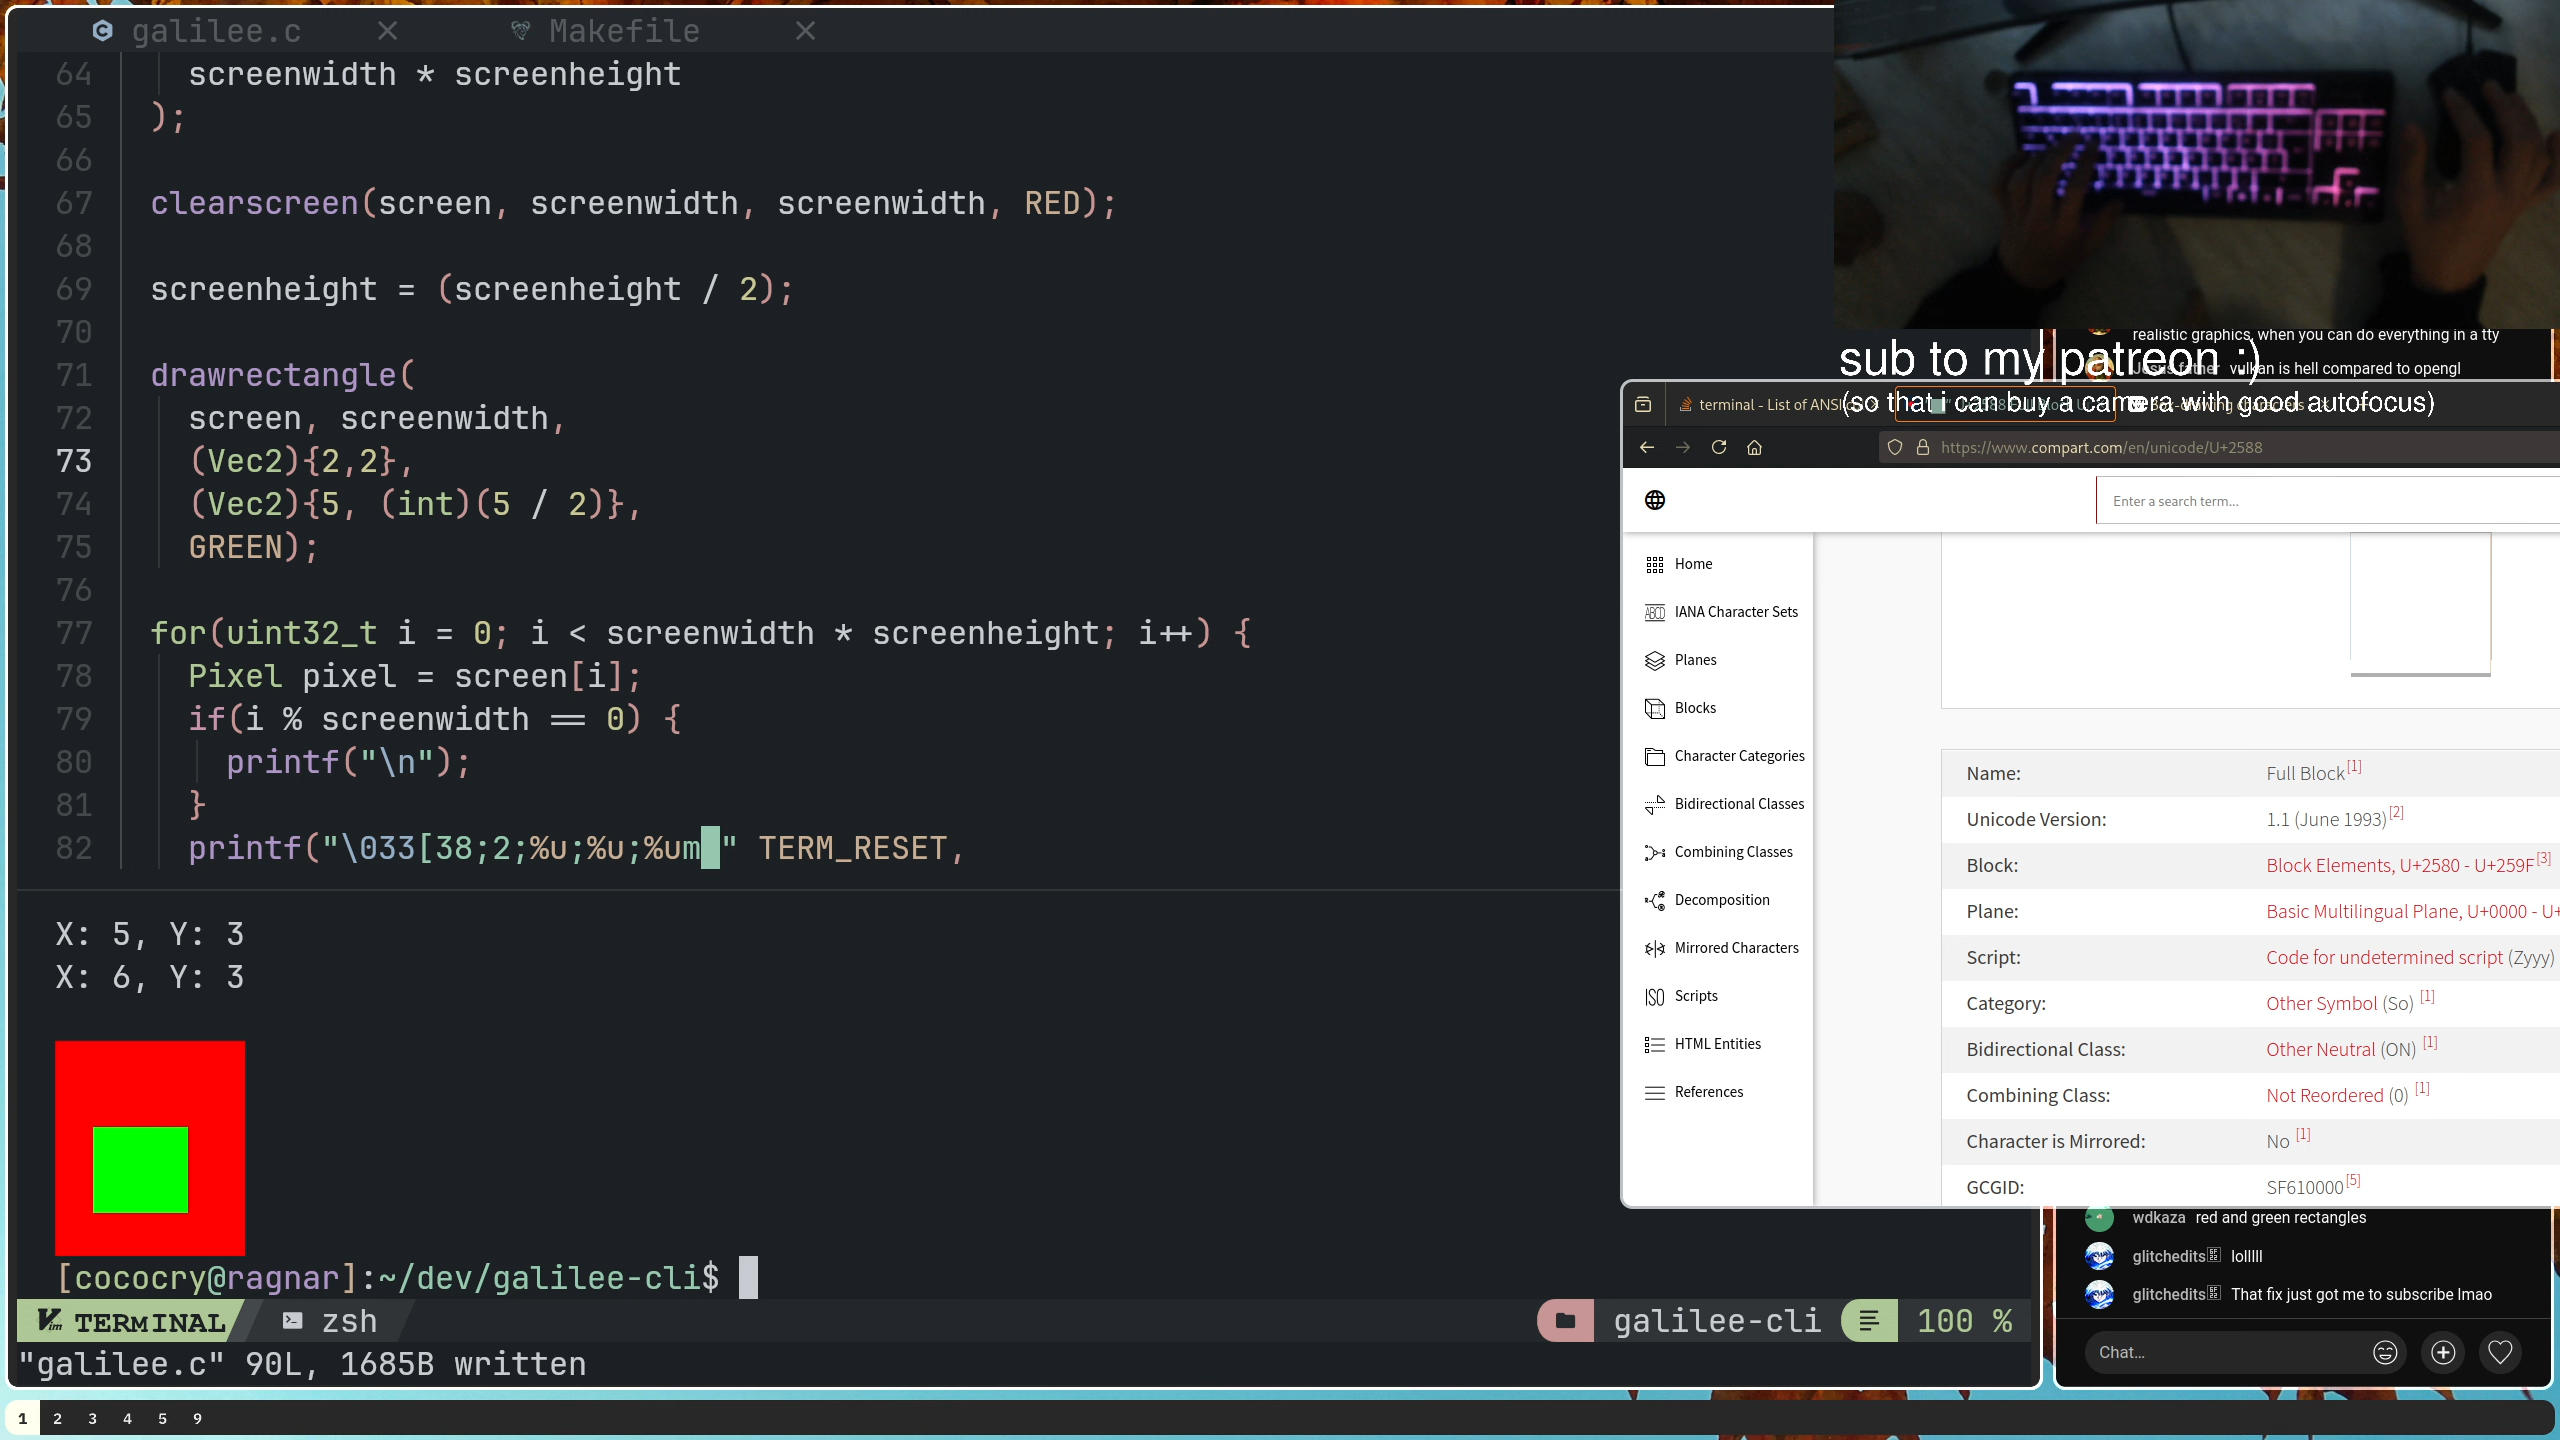 galilee.c
Makefile
64 screenwidth * screenheight
65 );
66
67 clearscreen(screen, screenwidth, screenwidth, RED);
68
69 screenheight = (screenheight / 2);
70
71 drawrectangle(
72 screen, screenwidth,
73 (Vec2){2,2},
74 (Vec2){5, (int)(5 / 2)},
75 GREEN);
76
77 for(uint32_t i = 0; i < screenwidth * screenheight; i++) {
78 Pixel pixel = screen[i];
79 if(i % screenwidth == 0) {
80 printf("\n");
81 }
82 printf("\033[38;2;%u;%u;%um█" TERM_RESET,
X: 5, Y: 3
X: 6, Y: 3
[cococry@ragnar]:~/dev/galilee-cli$
TERMINAL zsh galilee-cli 100 %
"galilee.c" 90L, 1685B written
1 2 3 4 5 9
realistic graphics, when you can do everything in a tty
vulkan is hell compared to opengl
sub to my patreon :)
(so that i can buy a camera with good autofocus)
terminal - List of ANSI
https://www.compart.com/en/unicode/U+2588
Enter a search term...
Home
IANA Character Sets
Planes
Blocks
Character Categories
Bidirectional Classes
Combining Classes
Decomposition
Mirrored Characters
Scripts
HTML Entities
References
Name: Full Block[1]
Unicode Version: 1.1 (June 1993)[2]
Block: Block Elements, U+2580 - U+259F[3]
Plane: Basic Multilingual Plane, U+0000 - U+
Script: Code for undetermined script (Zyyy)
Category: Other Symbol (So) [1]
Bidirectional Class: Other Neutral (ON) [1]
Combining Class: Not Reordered (0) [1]
Character is Mirrored: No [1]
GCGID: SF610000[5]
wdkaza red and green rectangles
glitchedits lolllll
glitchedits That fix just got me to subscribe lmao
Chat...